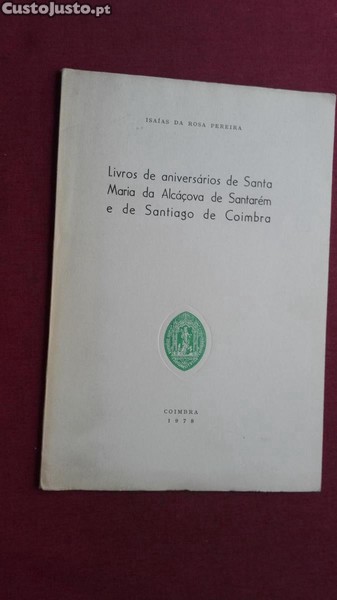 CustoJusto.pt
ISAÍAS DA ROSA PEREIRA
Livros de aniversários de Santa
Maria da Alcáçova de Santarém
e de Santiago de Coimbra
COIMBRA
1978